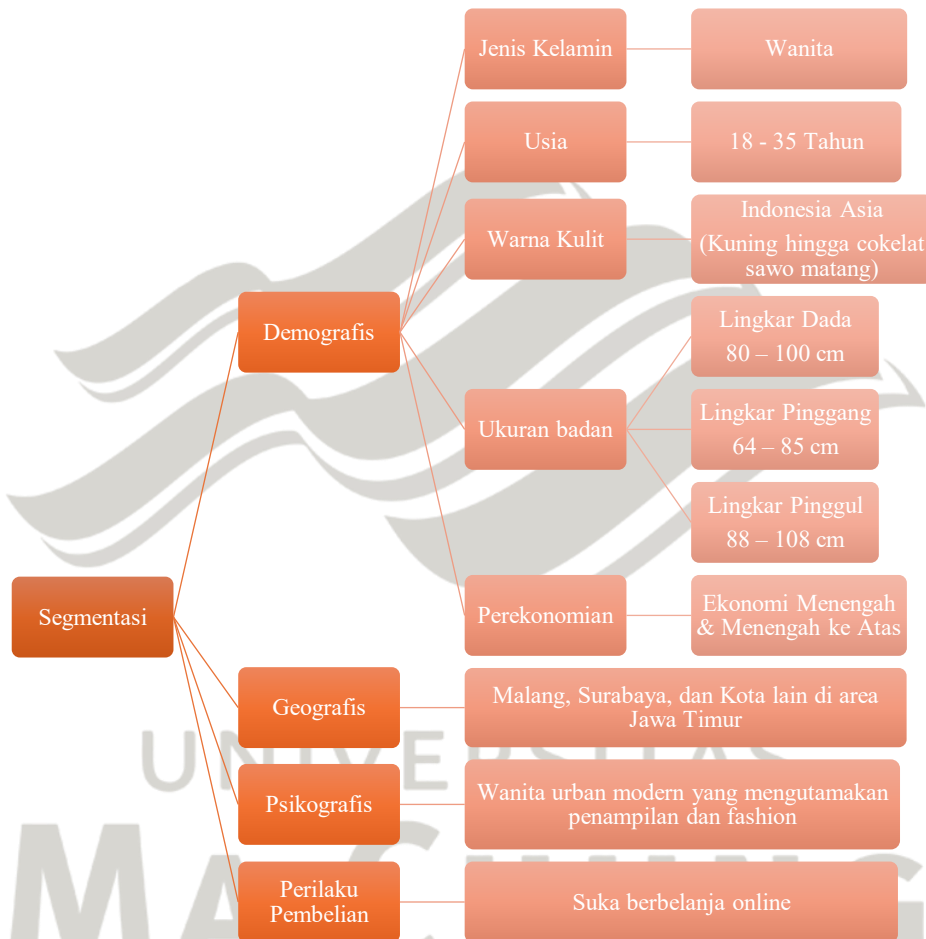 Jenis Kelamin
Wanita
Usia
18 - 35 Tahun
Warna Kulit
Indonesia Asia
(Kuning hingga cokelat
sawo matang)
Demografis
Ukuran badan
Lingkar Dada
80 – 100 cm
Lingkar Pinggang
64 – 85 cm
Lingkar Pinggul
88 – 108 cm
Segmentasi
Perekonomian
Ekonomi Menengah
& Menengah ke Atas
Geografis
Malang, Surabaya, dan Kota lain di area
Jawa Timur
Psikografis
Wanita urban modern yang mengutamakan
penampilan dan fashion
Perilaku
Pembelian
Suka berbelanja online
UNIVERSITAS